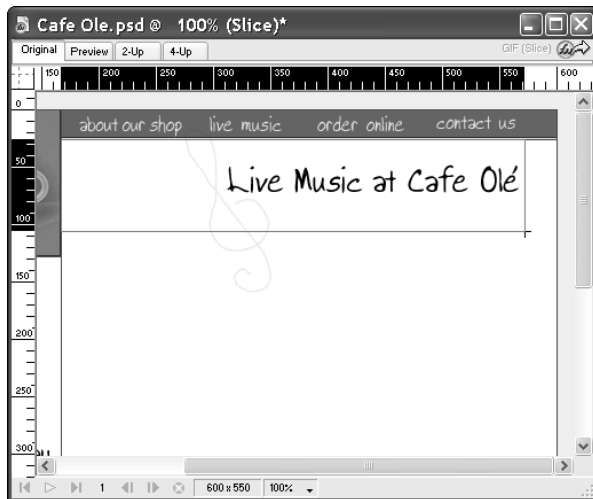 Cafe Ole.psd @ 100% (Slice)*
Original Preview 2-Up 4-Up GIF (Slice)
150 200 250 300 350 400 450 500 550 600
0
about our shop live music order online contact us
50
Live Music at Cafe Olé
100
150
200
250
300
1 600 x 550 100%